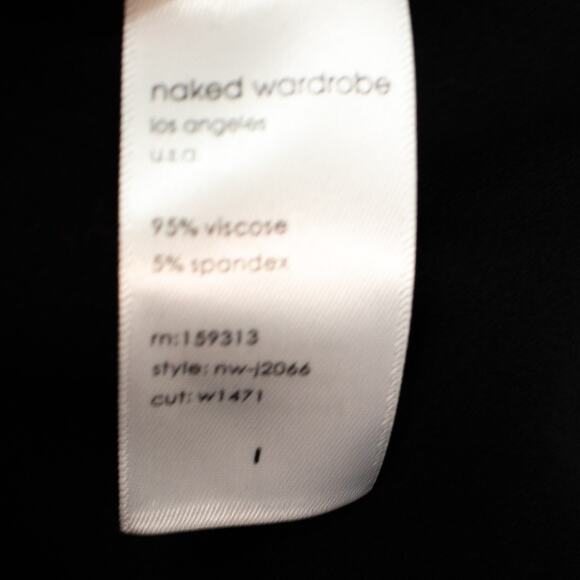 naked wardrobe
los angeles
u.s.a.
95% viscose
5% spandex
rn:159313
style: nw-j2066
cut: w1471
l